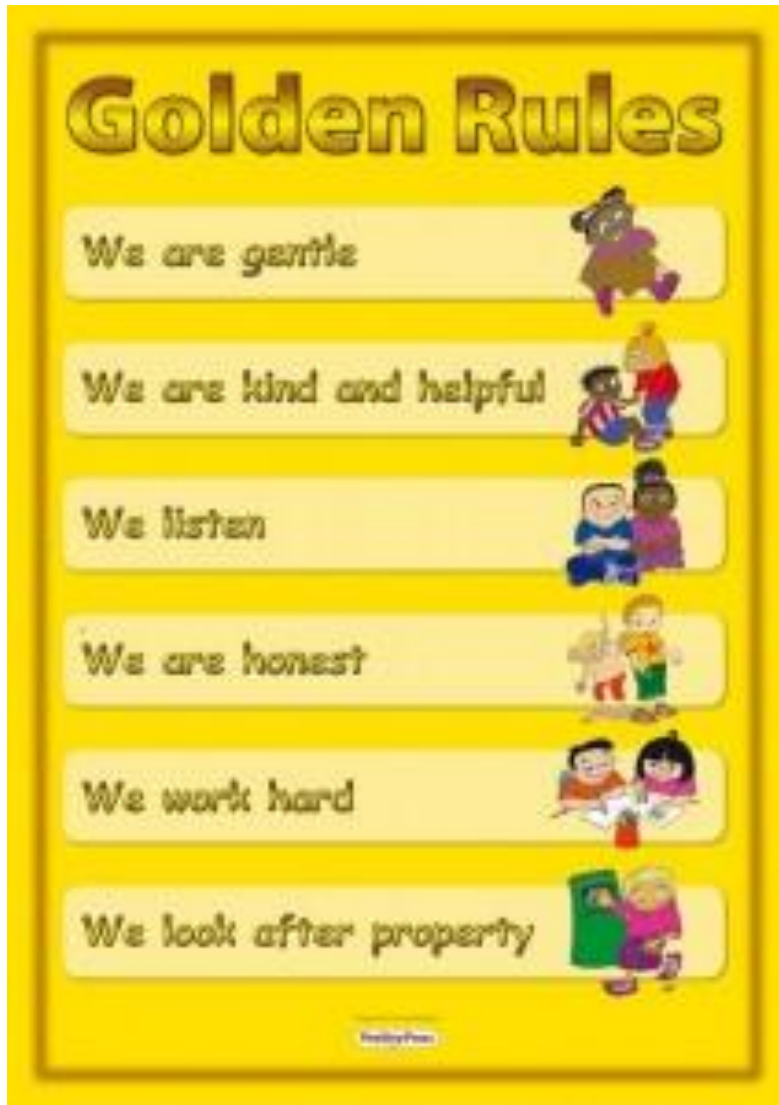 Golden Rules
We are gentle
We are kind and helpful
We listen
We are honest
We work hard
We look after property